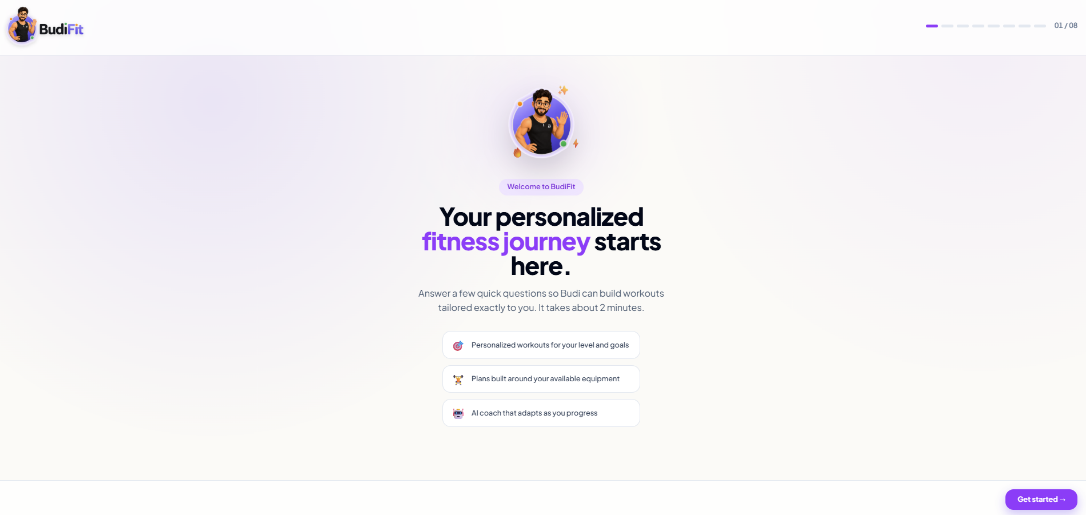 BudiFit
01 / 08
Welcome to BudiFit
Your personalized
fitness journey starts
here.
Answer a few quick questions so Budi can build workouts
tailored exactly to you. It takes about 2 minutes.
Personalized workouts for your level and goals
Plans built around your available equipment
AI coach that adapts as you progress
Get started →